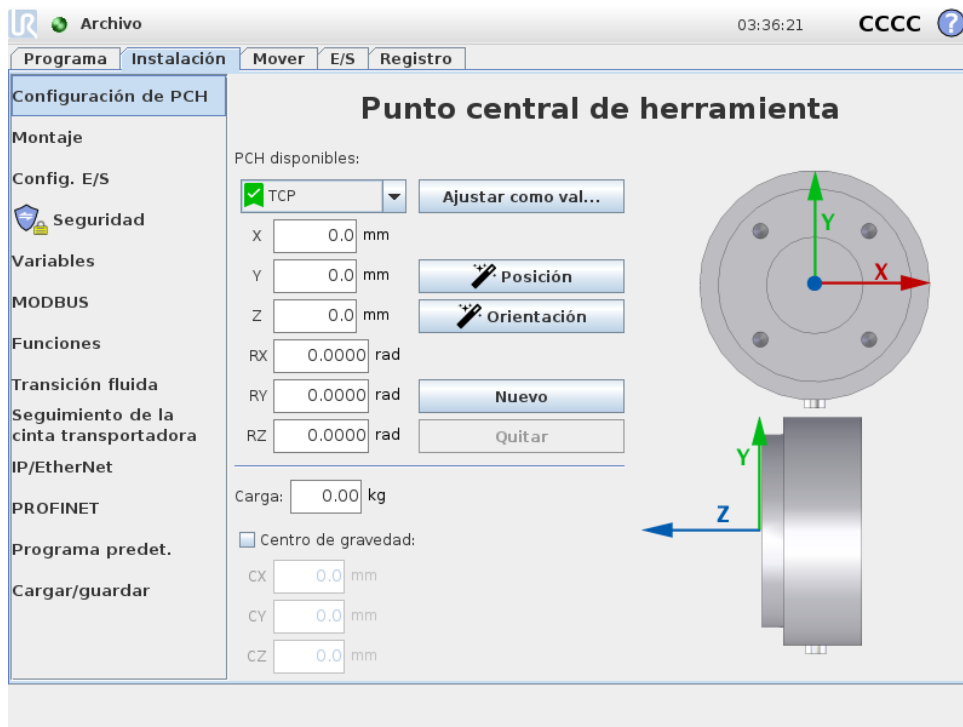 UR Archivo 03:36:21 CCCC ?
Programa Instalación Mover E/S Registro
Configuración de PCH
Montaje
Config. E/S
Seguridad
Variables
MODBUS
Funciones
Transición fluida
Seguimiento de la
cinta transportadora
IP/EtherNet
PROFINET
Programa predet.
Cargar/guardar
Punto central de herramienta
PCH disponibles:
TCP Ajustar como val...
X 0.0 mm
Y 0.0 mm Posición
Z 0.0 mm Orientación
RX 0.0000 rad
RY 0.0000 rad Nuevo
RZ 0.0000 rad Quitar
Carga: 0.00 kg
Centro de gravedad:
CX 0.0 mm
CY 0.0 mm
CZ 0.0 mm
Y
X
Y
Z